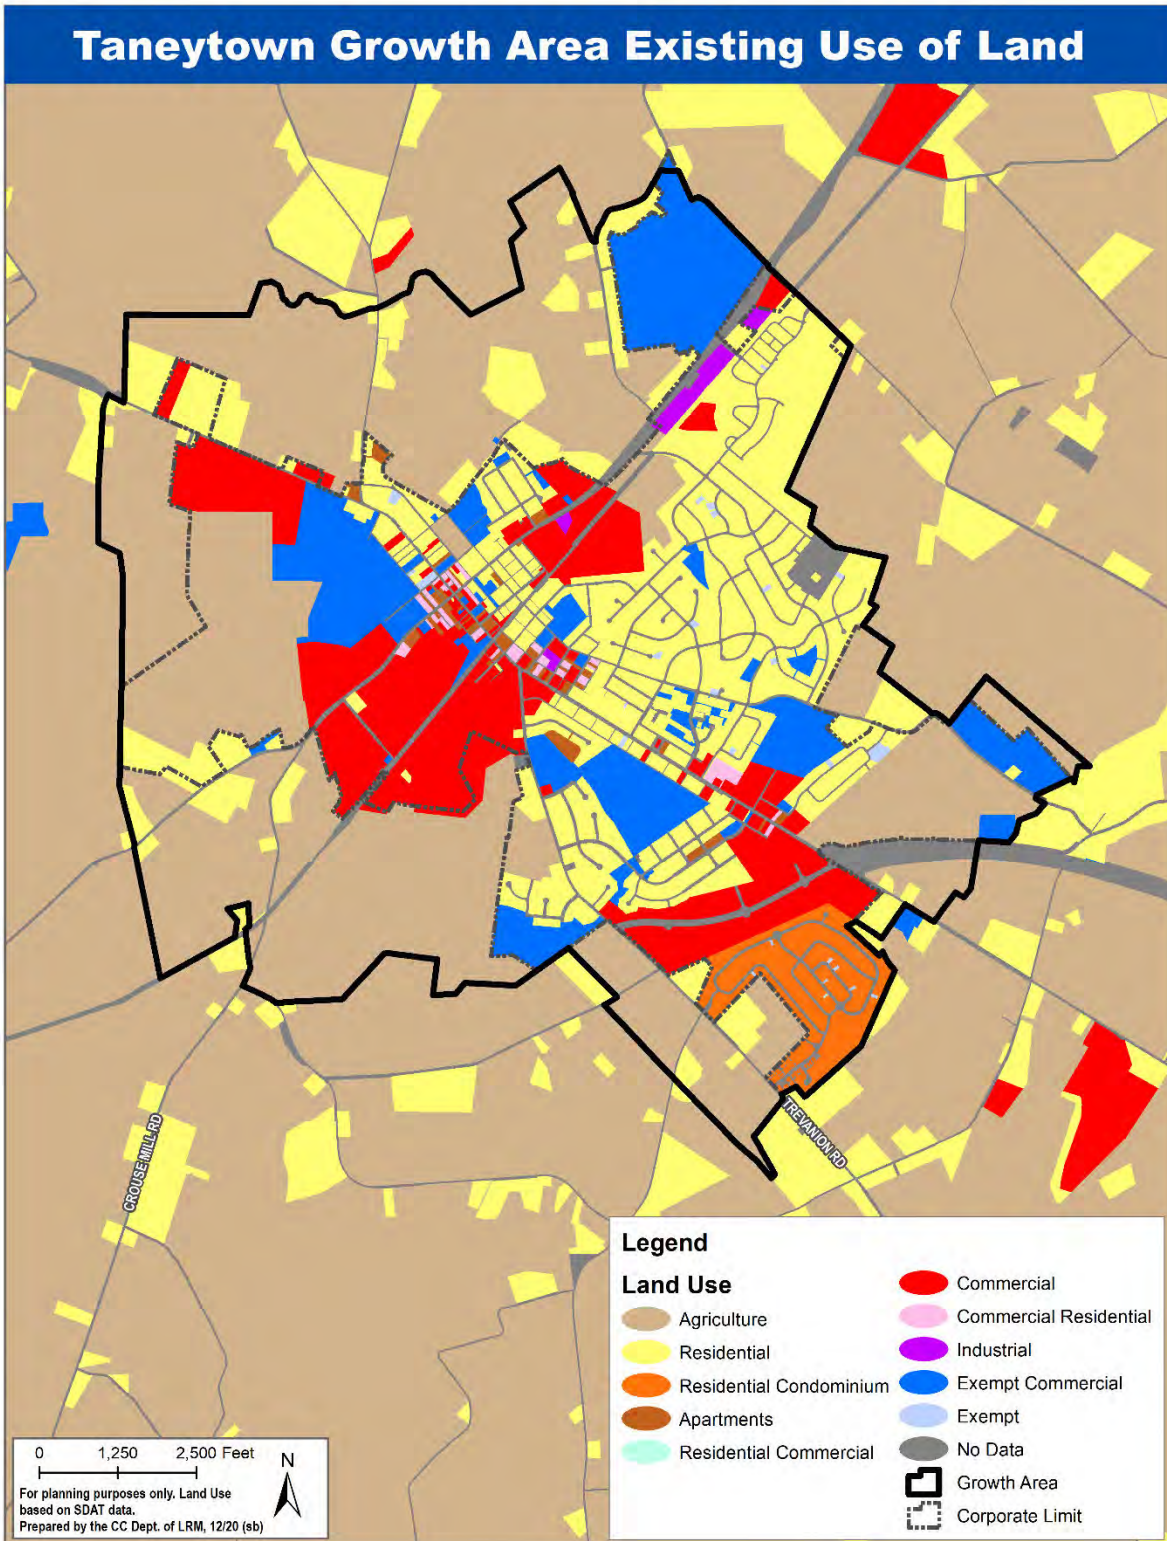 Taneytown Growth Area Existing Use of Land
CROUSE MILL RD
TREVANION RD
Legend
Land Use
Agriculture
Residential
Residential Condominium
Apartments
Residential Commercial
Commercial
Commercial Residential
Industrial
Exempt Commercial
Exempt
No Data
Growth Area
Corporate Limit
0 1,250 2,500 Feet
N
For planning purposes only. Land Use
based on SDAT data.
Prepared by the CC Dept. of LRM, 12/20 (sb)